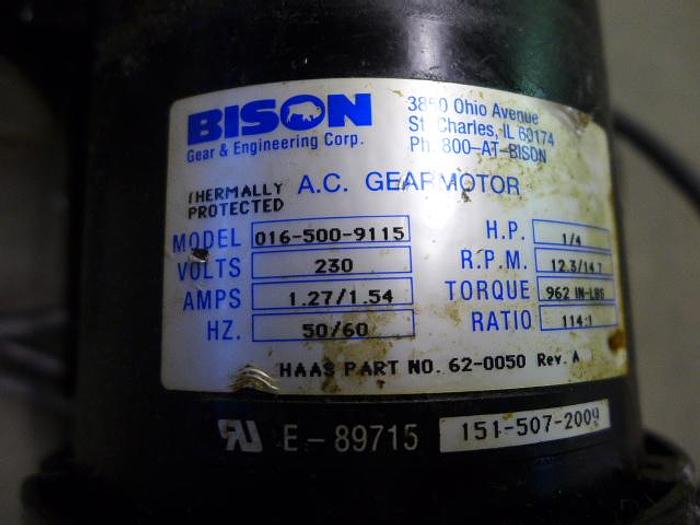 BISON
Gear & Engineering Corp.
3850 Ohio Avenue
St. Charles, IL 60174
Ph. 800-AT-BISON
THERMALLY PROTECTED
A.C. GEARMOTOR
MODEL 016-500-9115
VOLTS 230
AMPS 1.27/1.54
HZ. 50/60
H.P. 1/4
R.P.M. 12.3/14.7
TORQUE 962 IN-LBS
RATIO 114:1
HAAS PART NO. 62-0050 Rev. A
E-89715
151-507-2009